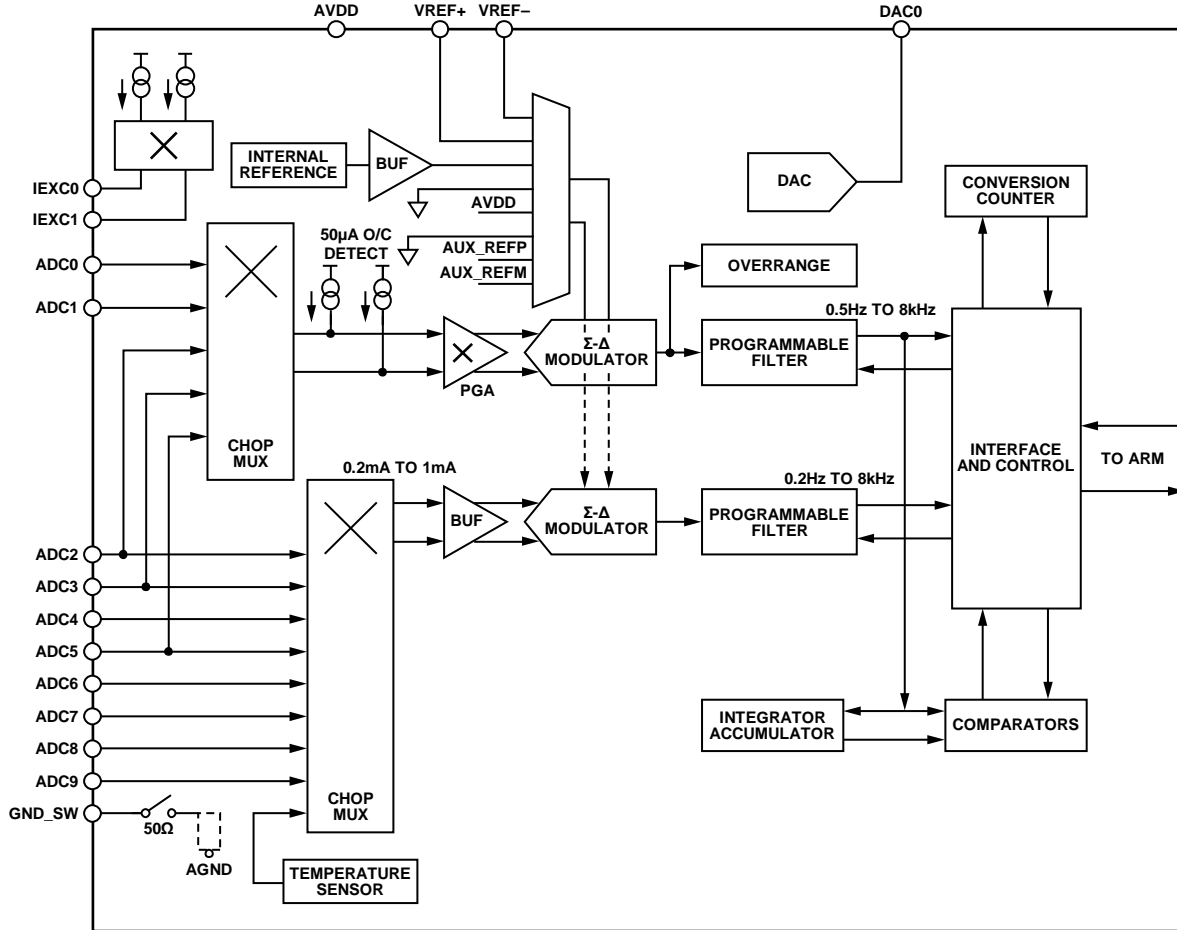 AVDD
VREF+
VREF–
DAC0
IEXC0
IEXC1
ADC0
ADC1
INTERNAL
REFERENCE
BUF
AVDD
AUX_REFP
AUX_REFM
50µA O/C
DETECT
CHOP
MUX
PGA
Σ-Δ
MODULATOR
DAC
OVERRANGE
0.5Hz TO 8kHz
PROGRAMMABLE
FILTER
CONVERSION
COUNTER
INTERFACE
AND CONTROL
TO ARM
0.2mA TO 1mA
BUF
Σ-Δ
MODULATOR
0.2Hz TO 8kHz
PROGRAMMABLE
FILTER
ADC2
ADC3
ADC4
ADC5
ADC6
ADC7
ADC8
ADC9
GND_SW
50Ω
AGND
CHOP
MUX
TEMPERATURE
SENSOR
INTEGRATOR
ACCUMULATOR
COMPARATORS